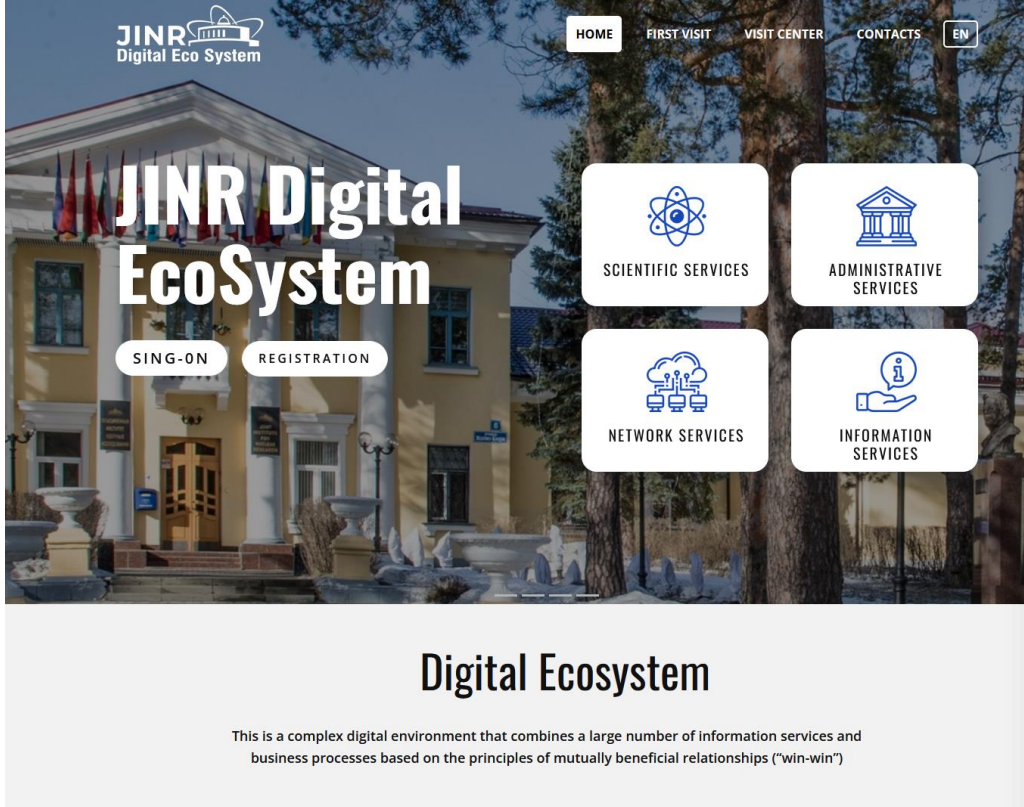 JINR
Digital Eco System
HOME
FIRST VISIT
VISIT CENTER
CONTACTS
EN
JINR Digital
EcoSystem
SING-0N
REGISTRATION
SCIENTIFIC SERVICES
ADMINISTRATIVE
SERVICES
NETWORK SERVICES
INFORMATION
SERVICES
Digital Ecosystem
This is a complex digital environment that combines a large number of information services and
business processes based on the principles of mutually beneficial relationships (“win-win”)